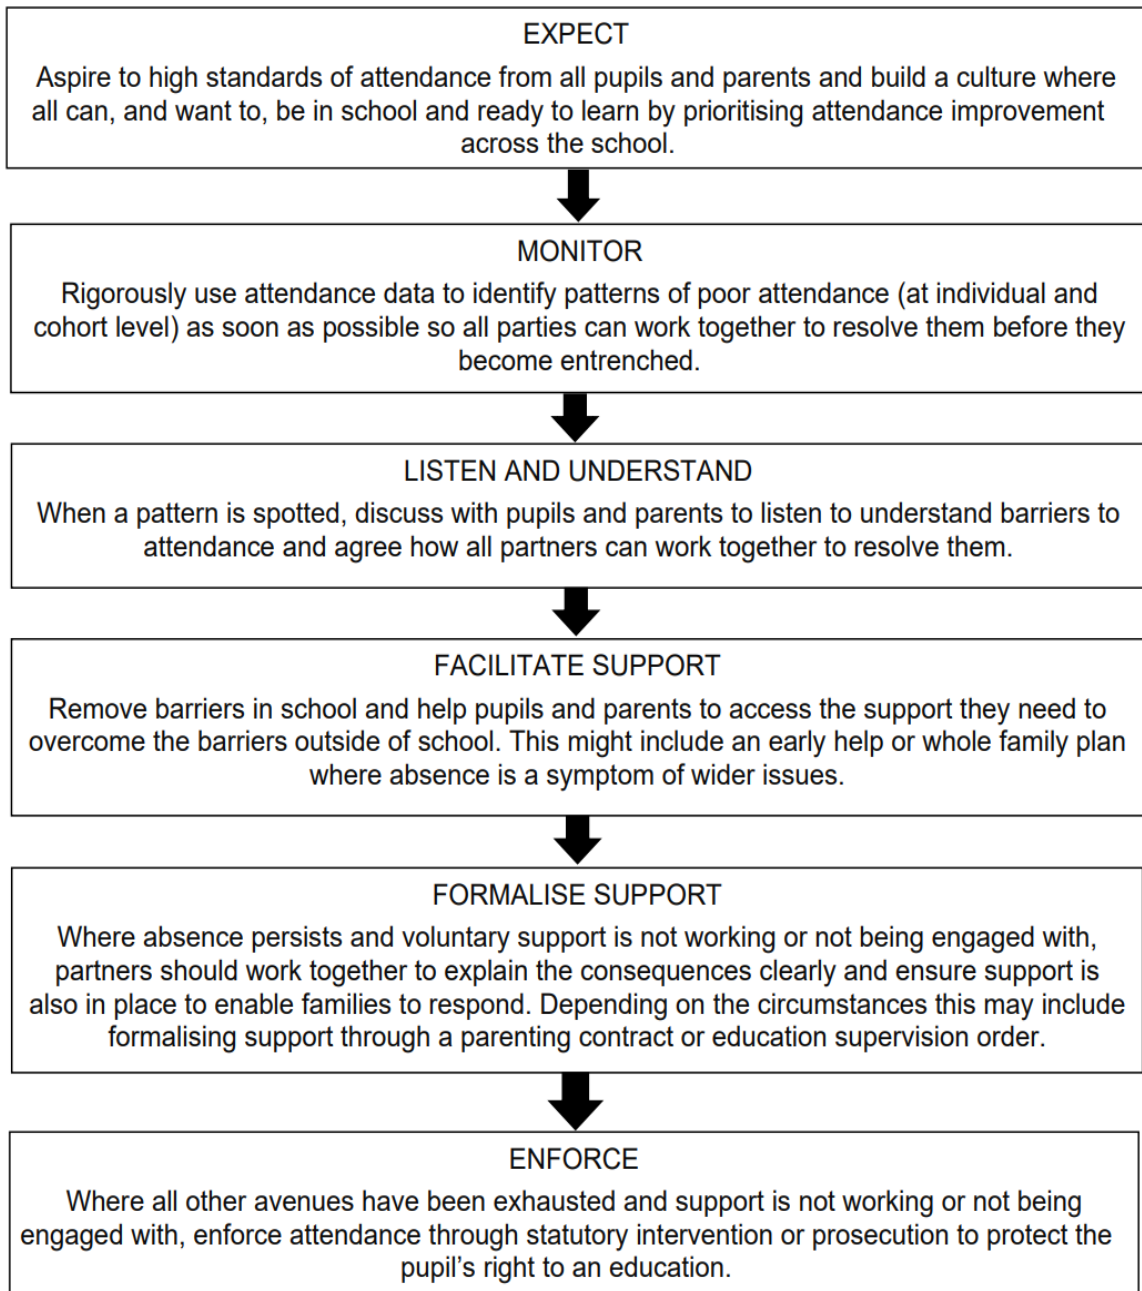 EXPECT
Aspire to high standards of attendance from all pupils and parents and build a culture where
all can, and want to, be in school and ready to learn by prioritising attendance improvement
across the school.
MONITOR
Rigorously use attendance data to identify patterns of poor attendance (at individual and
cohort level) as soon as possible so all parties can work together to resolve them before they
become entrenched.
LISTEN AND UNDERSTAND
When a pattern is spotted, discuss with pupils and parents to listen to understand barriers to
attendance and agree how all partners can work together to resolve them.
FACILITATE SUPPORT
Remove barriers in school and help pupils and parents to access the support they need to
overcome the barriers outside of school. This might include an early help or whole family plan
where absence is a symptom of wider issues.
FORMALISE SUPPORT
Where absence persists and voluntary support is not working or not being engaged with,
partners should work together to explain the consequences clearly and ensure support is
also in place to enable families to respond. Depending on the circumstances this may include
formalising support through a parenting contract or education supervision order.
ENFORCE
Where all other avenues have been exhausted and support is not working or not being
engaged with, enforce attendance through statutory intervention or prosecution to protect the
pupil's right to an education.